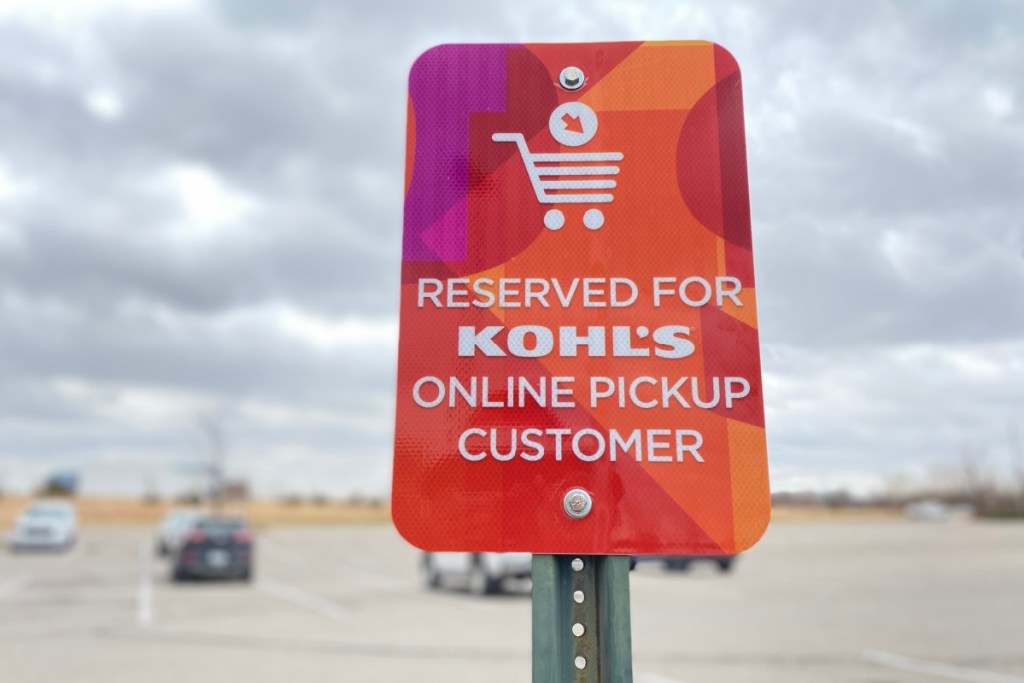 RESERVED FOR
KOHL'S
ONLINE PICKUP
CUSTOMER